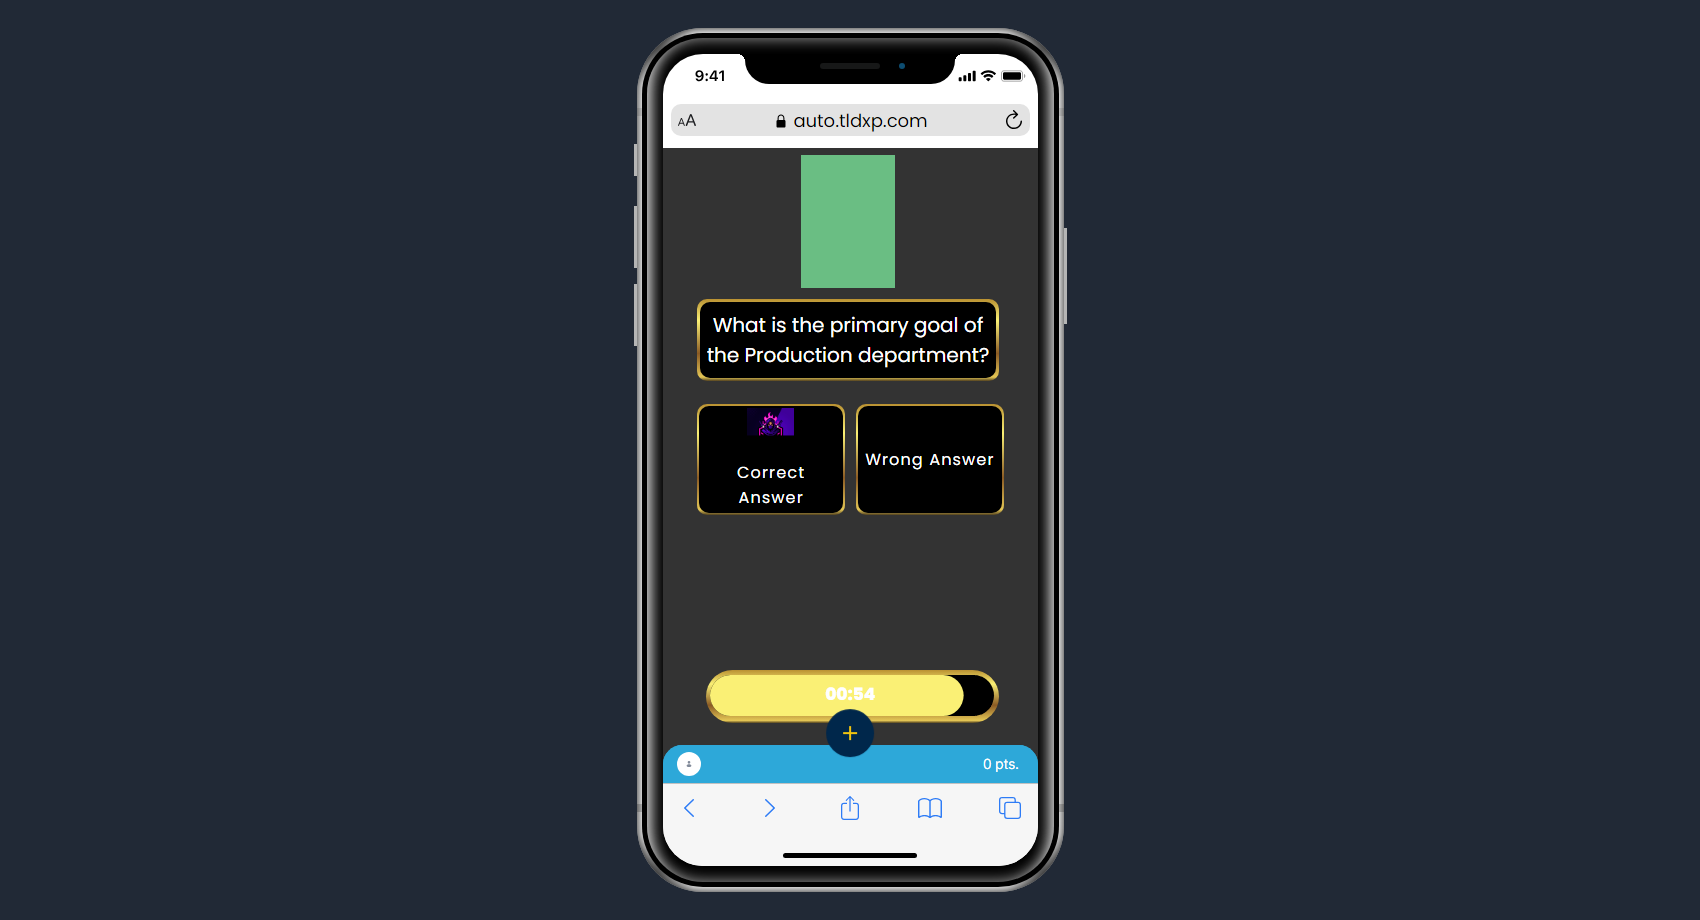 9:41
AA auto.tldxp.com
What is the primary goal of
the Production department?
Correct
Answer
Wrong Answer
00:54
+
0 pts.